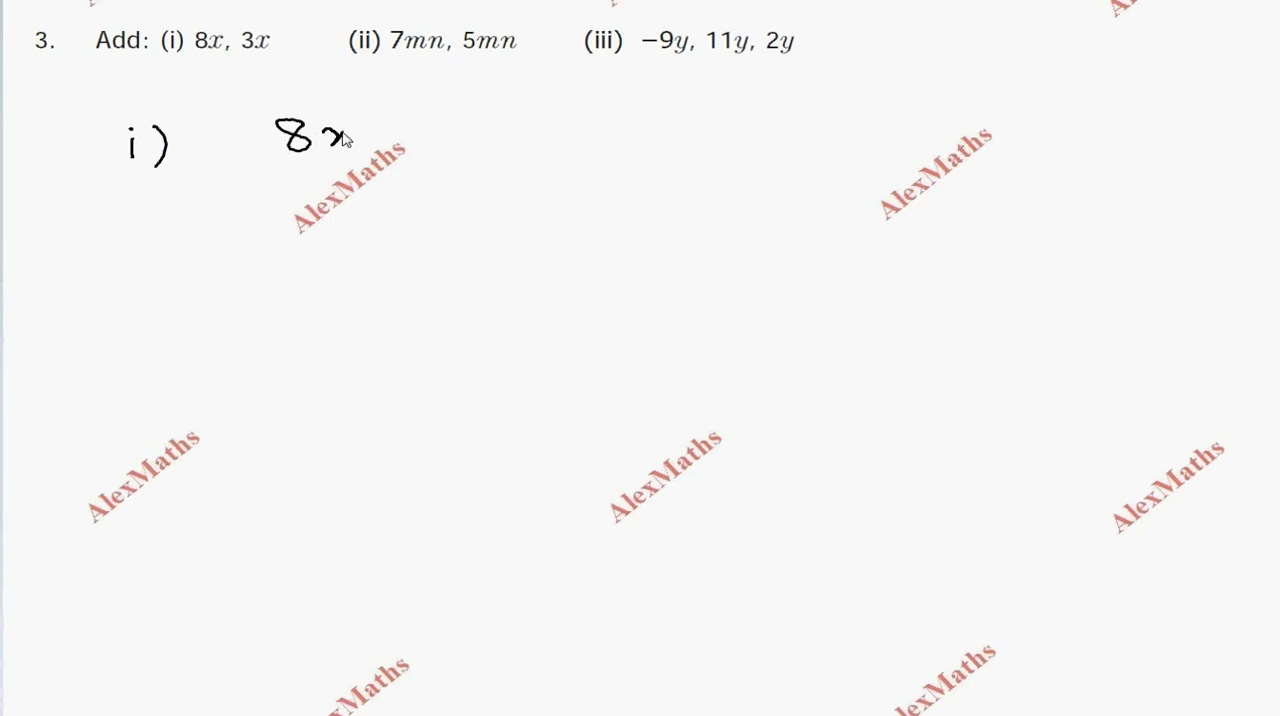 3. Add: (i) 8x, 3x (ii) 7mn, 5mn (iii) −9y, 11y, 2y
i) 8x
AlexMaths
AlexMaths
AlexMaths
AlexMaths
AlexMaths
AlexMaths
AlexMaths